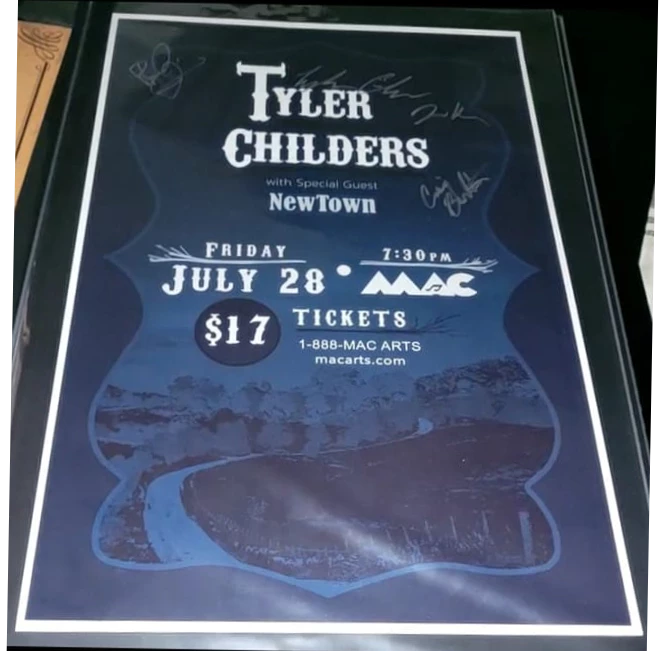 TYLER
CHILDERS
with Special Guest
NewTown
FRIDAY
JULY 28
7:30PM
MAC
$17
TICKETS
1-888-MAC ARTS
macarts.com